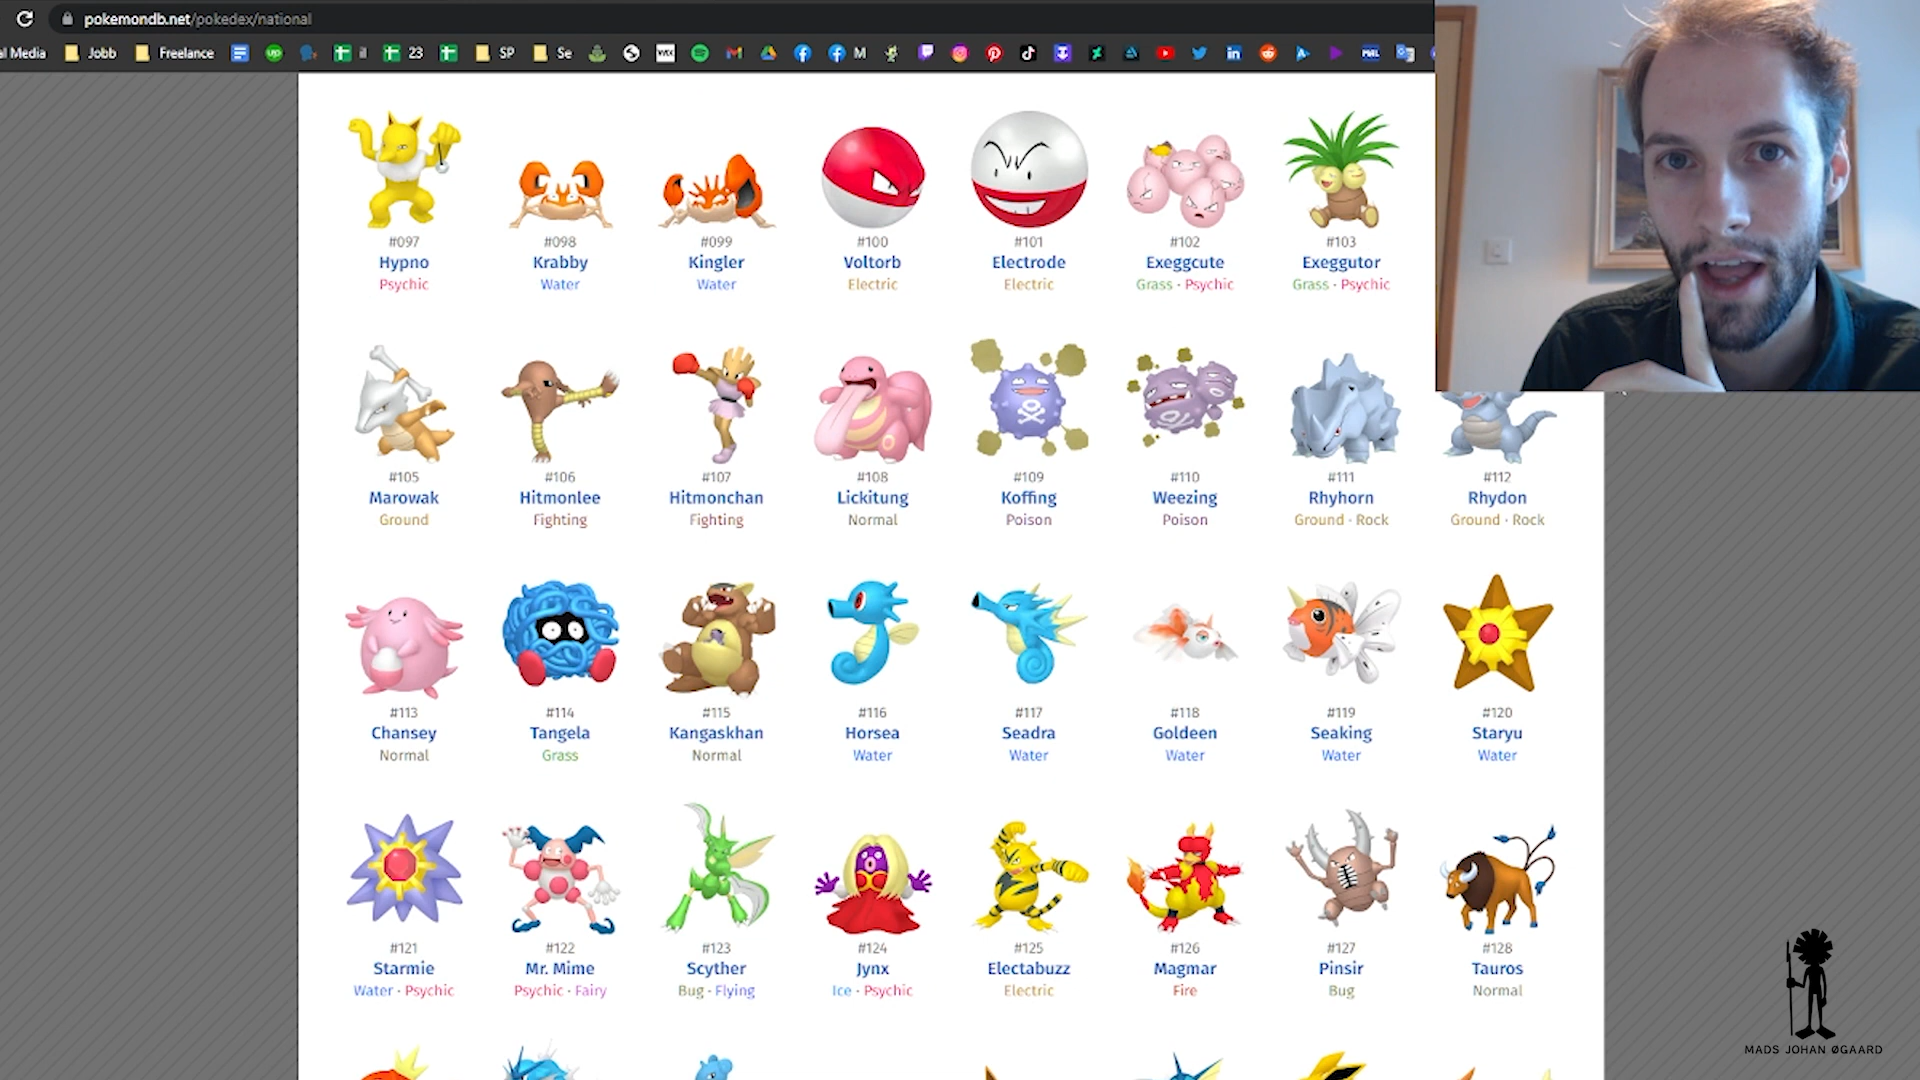 pokemondb.net/pokedex/national
al Media Jobb Freelance il 23 SP Se M
#097 #098 #099 #100 #101 #102 #103
Hypno Krabby Kingler Voltorb Electrode Exeggcute Exeggutor
Psychic Water Water Electric Electric Grass · Psychic Grass · Psychic
#105 #106 #107 #108 #109 #110 #111 #112
Marowak Hitmonlee Hitmonchan Lickitung Koffing Weezing Rhyhorn Rhydon
Ground Fighting Fighting Normal Poison Poison Ground · Rock Ground · Rock
#113 #114 #115 #116 #117 #118 #119 #120
Chansey Tangela Kangaskhan Horsea Seadra Goldeen Seaking Staryu
Normal Grass Normal Water Water Water Water Water
#121 #122 #123 #124 #125 #126 #127 #128
Starmie Mr. Mime Scyther Jynx Electabuzz Magmar Pinsir Tauros
Water · Psychic Psychic · Fairy Bug · Flying Ice · Psychic Electric Fire Bug Normal
MADS JOHAN ØGAARD